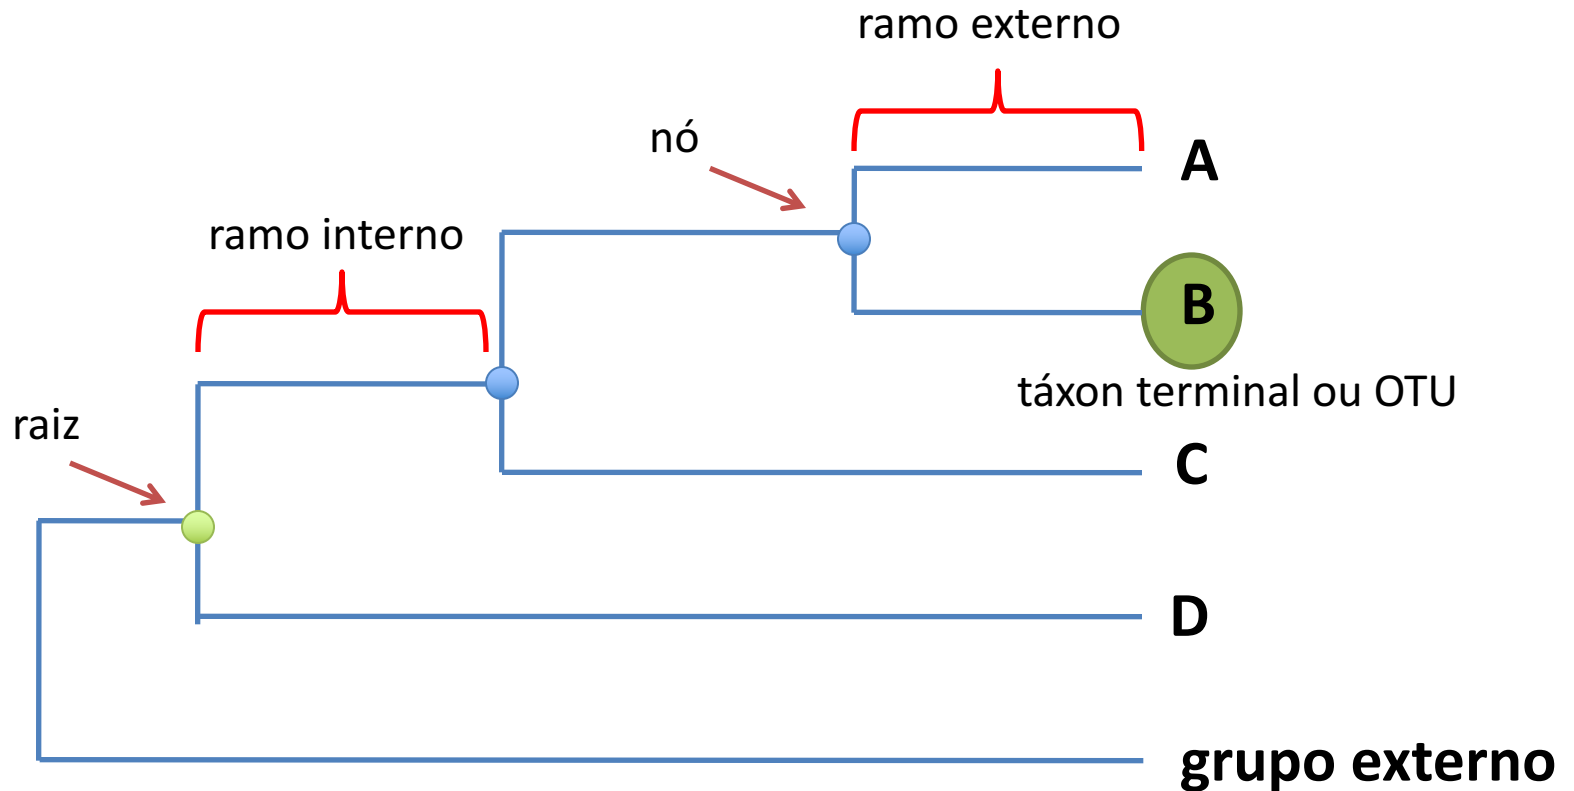 ramo externo
nó
A
ramo interno
B
táxon terminal ou OTU
raiz
C
D
grupo externo